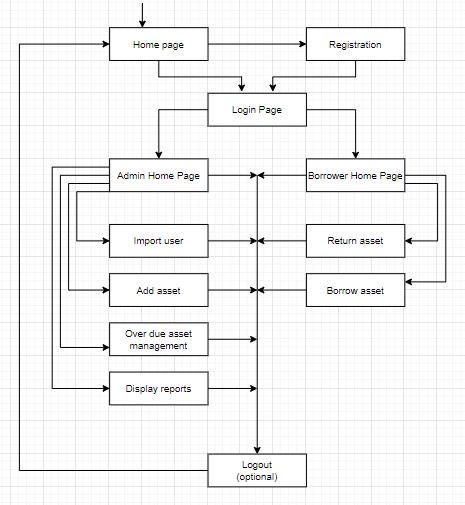 Home page
Registration
Login Page
Admin Home Page
Borrower Home Page
Import user
Return asset
Add asset
Borrow asset
Over due asset
management
Display reports
Logout
(optional)